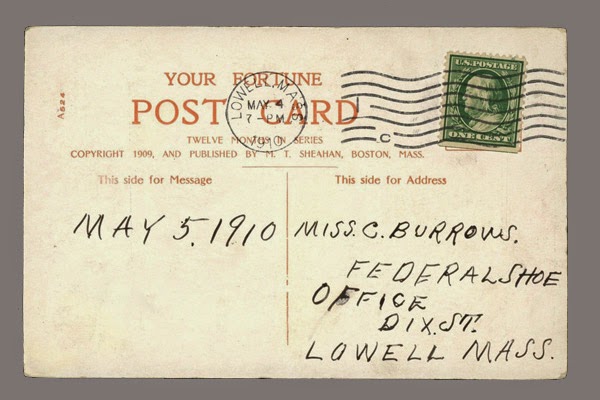 YOUR FORTUNE
POST CARD
TWELVE MONTHS IN SERIES
COPYRIGHT 1909, AND PUBLISHED BY M. T. SHEAHAN, BOSTON, MASS.
A524
LOWELL, MASS
MAY 4
7 - PM
1910
C
U.S. POSTAGE
ONE CENT
This side for Message
This side for Address
MAY 5, 1910
MISS. C. BURROWS.
FEDERAL SHOE
OFFICE
DIX. ST.
LOWELL MASS.